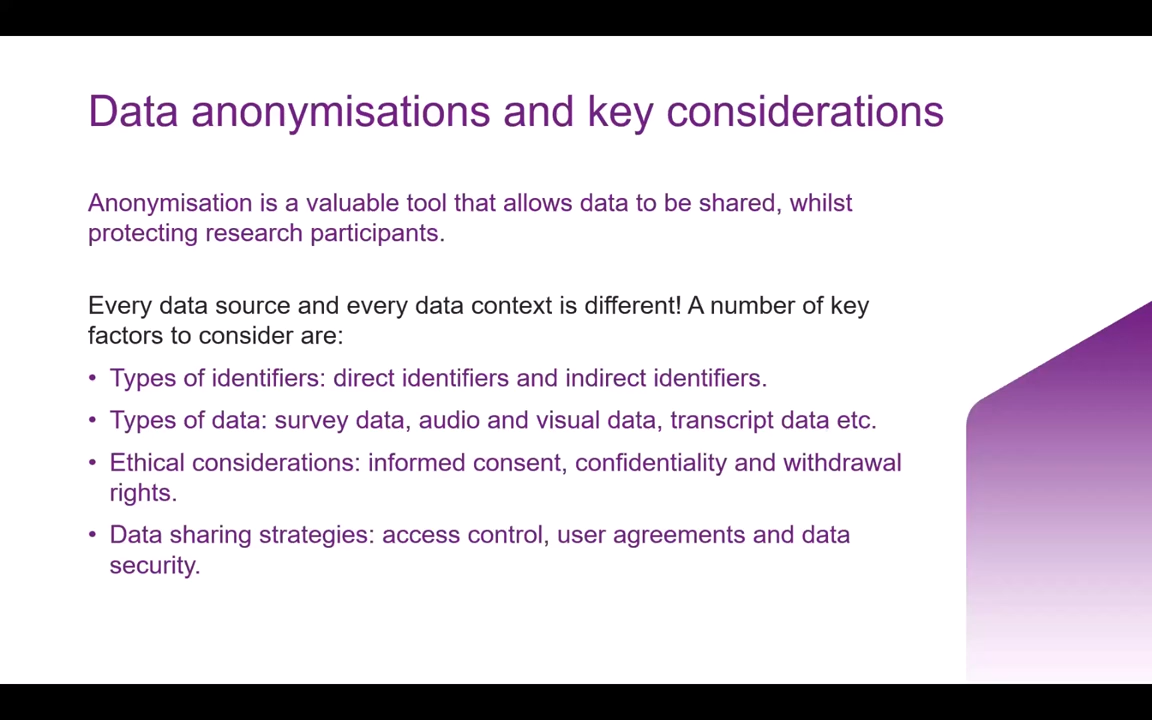 Data anonymisations and key considerations
Anonymisation is a valuable tool that allows data to be shared, whilst
protecting research participants.
Every data source and every data context is different! A number of key
factors to consider are:
• Types of identifiers: direct identifiers and indirect identifiers.
• Types of data: survey data, audio and visual data, transcript data etc.
• Ethical considerations: informed consent, confidentiality and withdrawal
rights.
• Data sharing strategies: access control, user agreements and data
security.